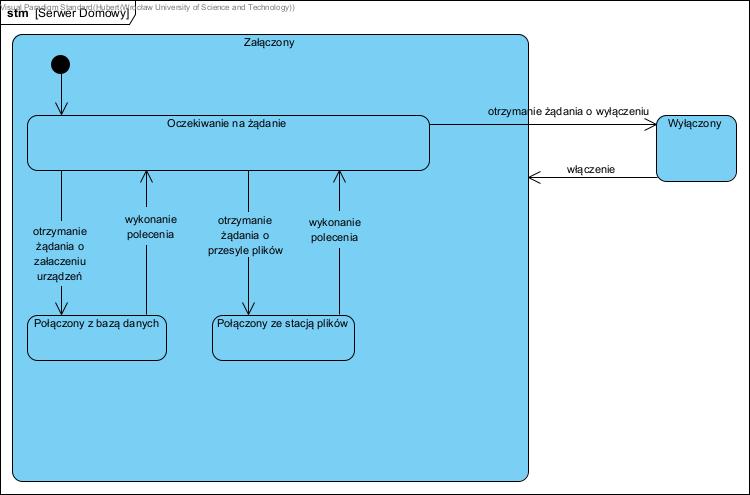 Visual Paradigm Standard(Hubert(Wrocław University of Science and Technology))
stm [Serwer Domowy]
Załączony
Oczekiwanie na żądanie
otrzymanie żądania o wyłączeniu
Wyłączony
włączenie
otrzymanie
żądania o
załaczeniu
urządzeń
wykonanie
polecenia
otrzymanie
żądania o
przesyle plików
wykonanie
polecenia
Połączony z bazą danych
Połączony ze stacją plików